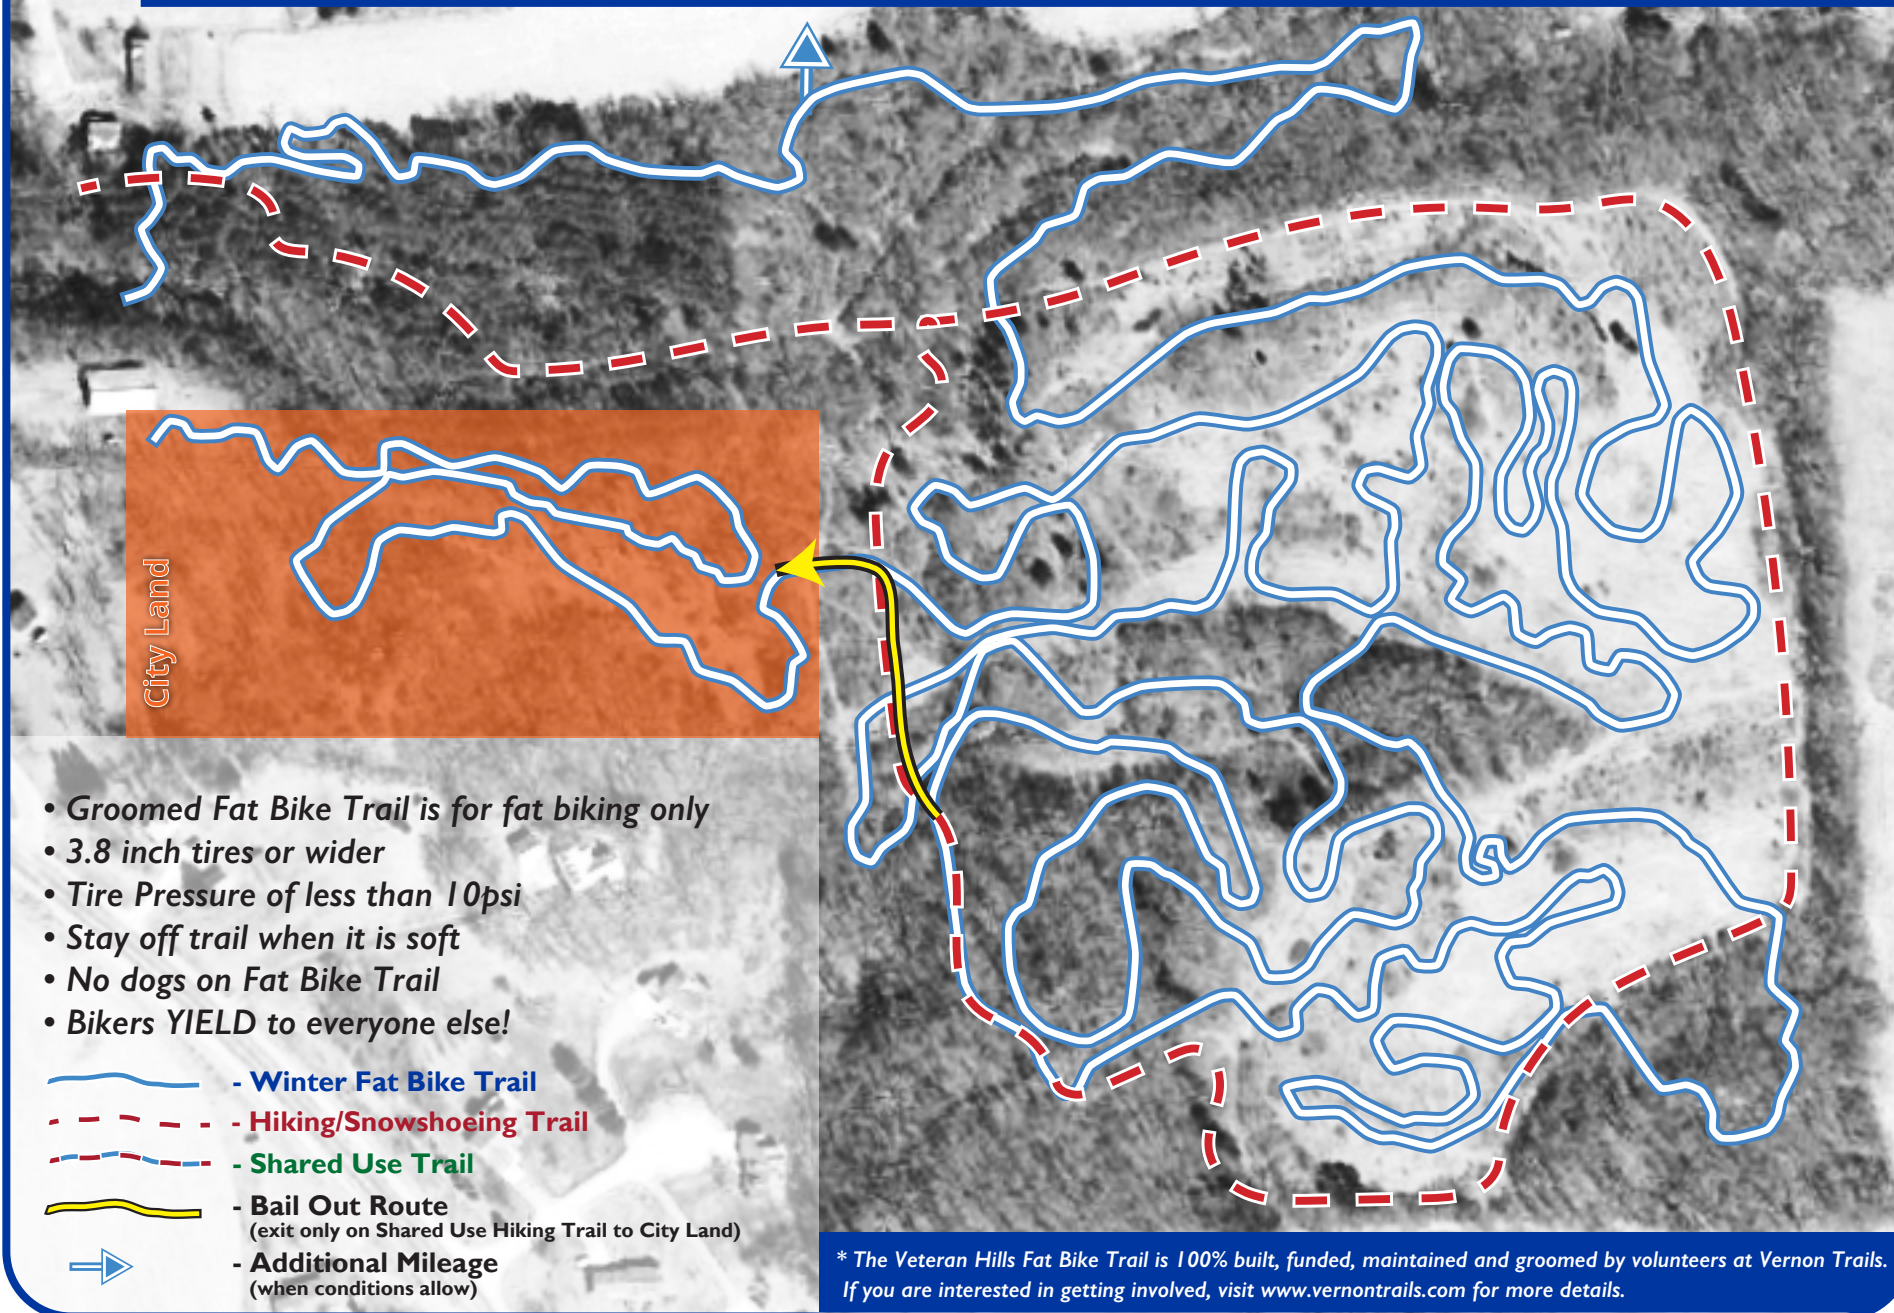 City Land
• Groomed Fat Bike Trail is for fat biking only
• 3.8 inch tires or wider
• Tire Pressure of less than 10psi
• Stay off trail when it is soft
• No dogs on Fat Bike Trail
• Bikers YIELD to everyone else!
- Winter Fat Bike Trail
- Hiking/Snowshoeing Trail
- Shared Use Trail
- Bail Out Route
(exit only on Shared Use Hiking Trail to City Land)
- Additional Mileage
(when conditions allow)
* The Veteran Hills Fat Bike Trail is 100% built, funded, maintained and groomed by volunteers at Vernon Trails.
If you are interested in getting involved, visit www.vernontrails.com for more details.